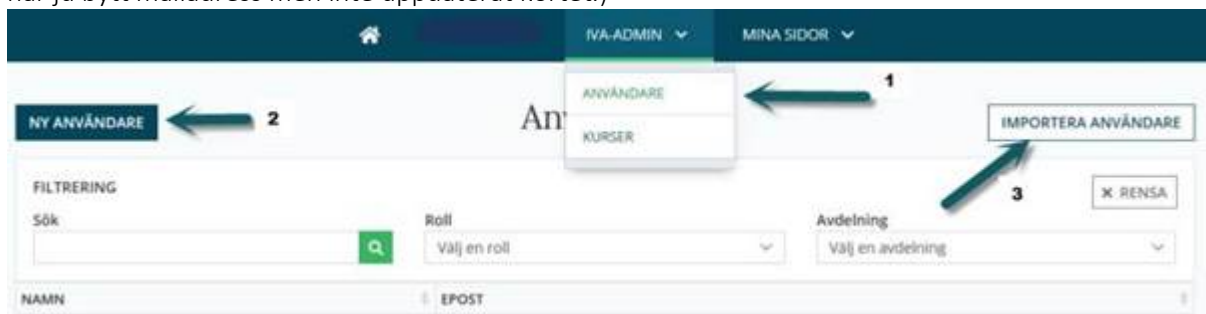 IVA-ADMIN MINA SIDOR
ANVÄNDARE 1
NY ANVÄNDARE 2 An
KURSER IMPORTERA ANVÄNDARE
FILTRERING 3 × RENSA
Sök Roll Avdelning
Välj en roll Välj en avdelning
NAMN EPOST